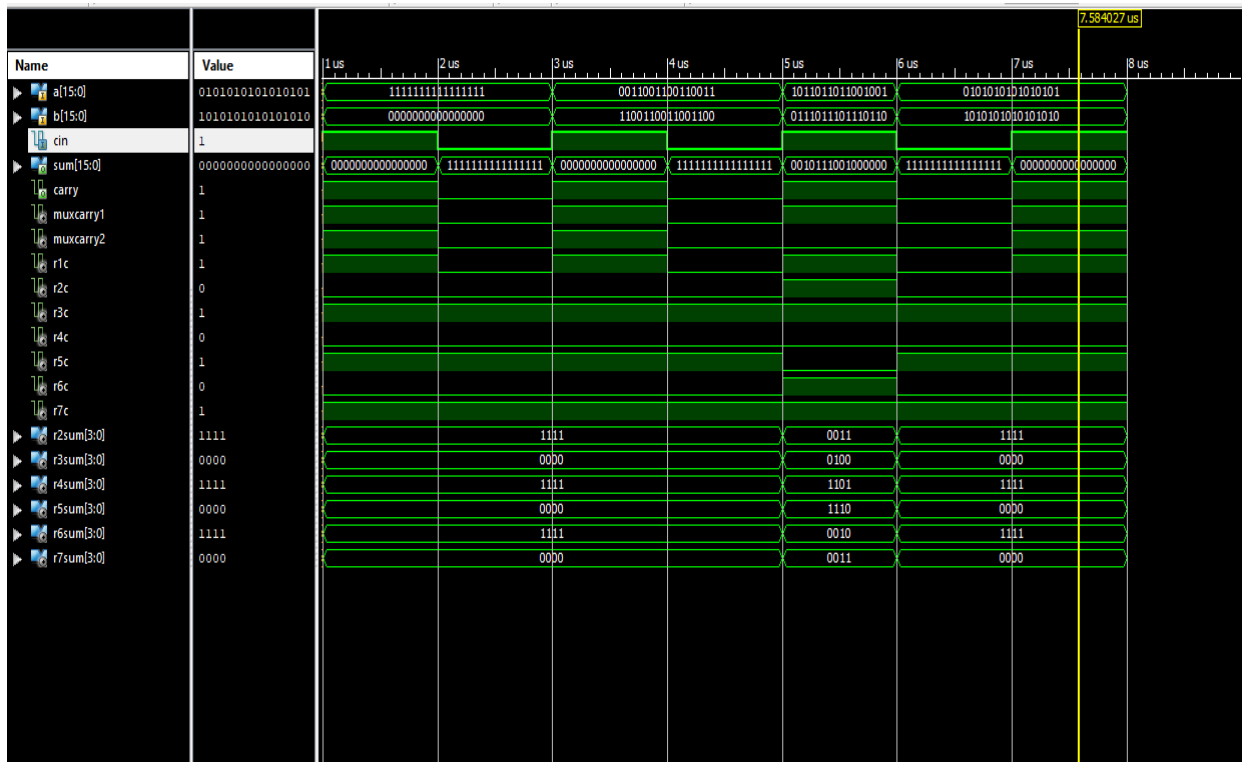 7.584027 us
Name Value 1 us 2 us 3 us 4 us 5 us 6 us 7 us 8 us
a[15:0] 0101010101010101 1111111111111111 0011001100110011 1011011011001001 0101010101010101
b[15:0] 1010101010101010 0000000000000000 1100110011001100 0111011101110110 1010101010101010
cin 1
sum[15:0] 0000000000000000 0000000000000000 1111111111111111 0000000000000000 1111111111111111 0010111001000000 1111111111111111 0000000000000000
carry 1
muxcarry1 1
muxcarry2 1
r1c 1
r2c 0
r3c 1
r4c 0
r5c 1
r6c 0
r7c 1
r2sum[3:0] 1111 1111 0011 1111
r3sum[3:0] 0000 0000 0100 0000
r4sum[3:0] 1111 1111 1101 1111
r5sum[3:0] 0000 0000 1110 0000
r6sum[3:0] 1111 1111 0010 1111
r7sum[3:0] 0000 0000 0011 0000